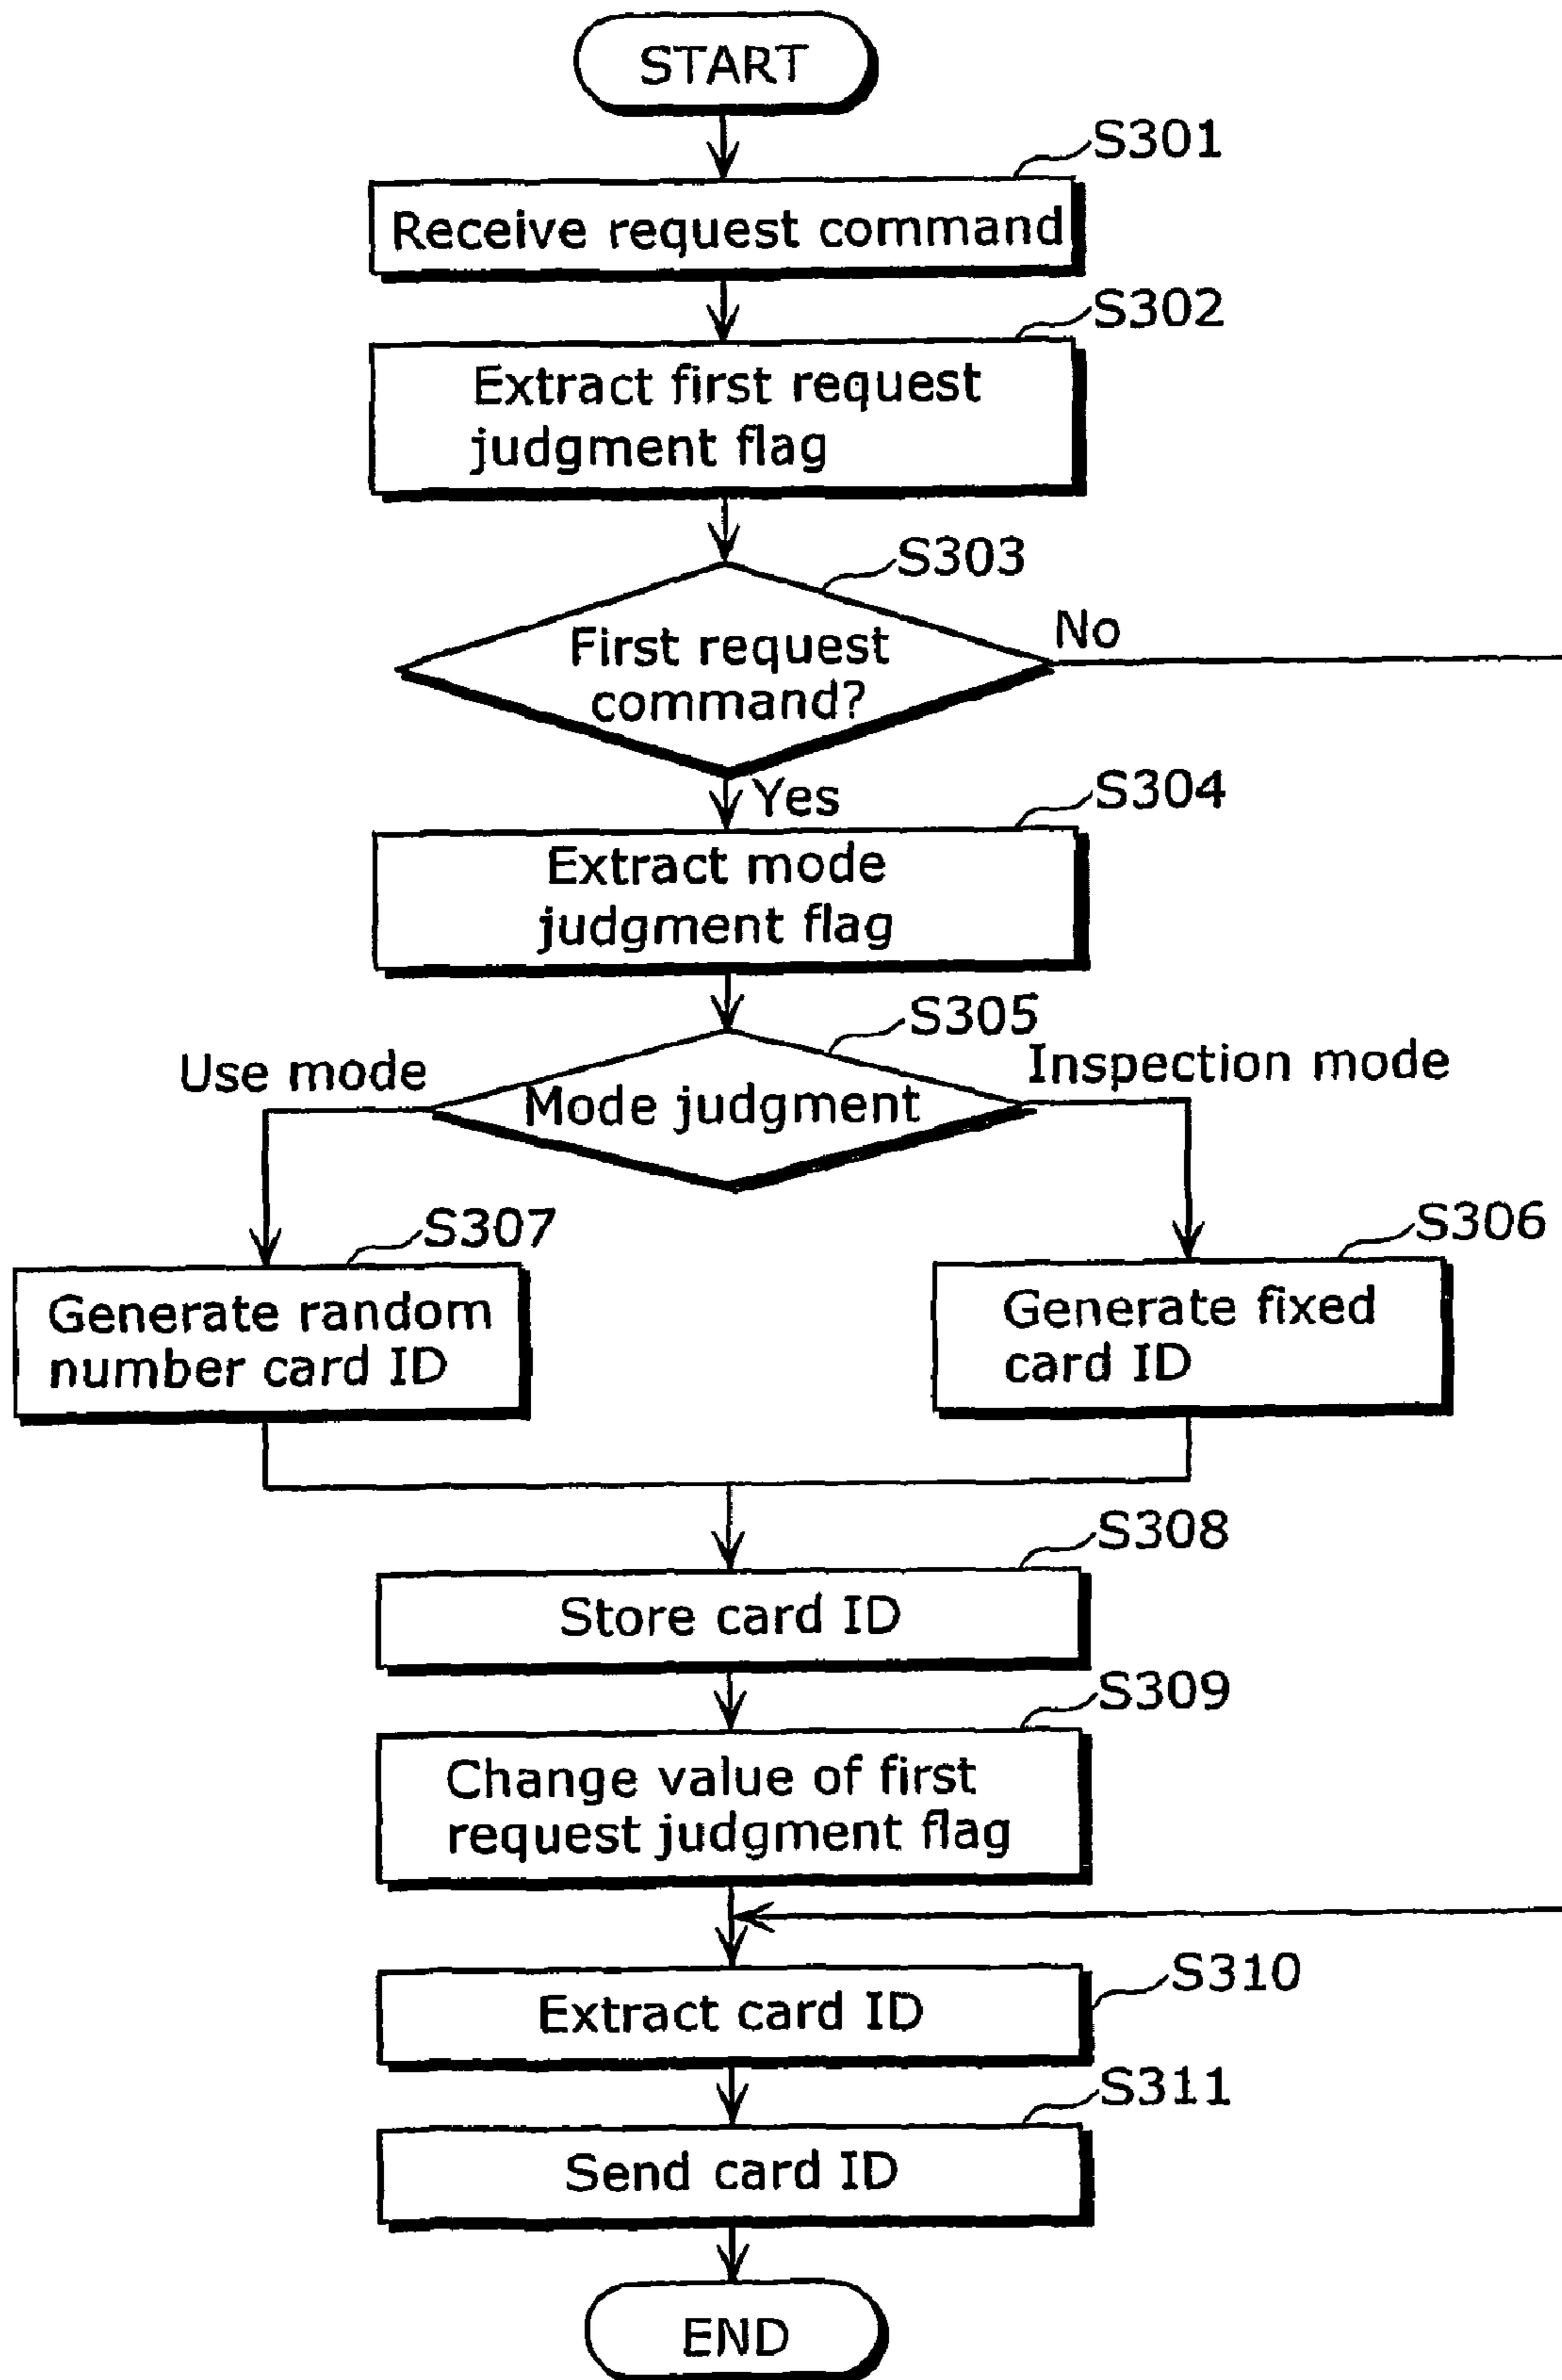 START
S301
Receive request command
S302
Extract first request
judgment flag
S303
First request
command?
No
Yes
S304
Extract mode
judgment flag
S305
Use mode
Mode judgment
Inspection mode
S307
Generate random
number card ID
S306
Generate fixed
card ID
S308
Store card ID
S309
Change value of first
request judgment flag
S310
Extract card ID
S311
Send card ID
END